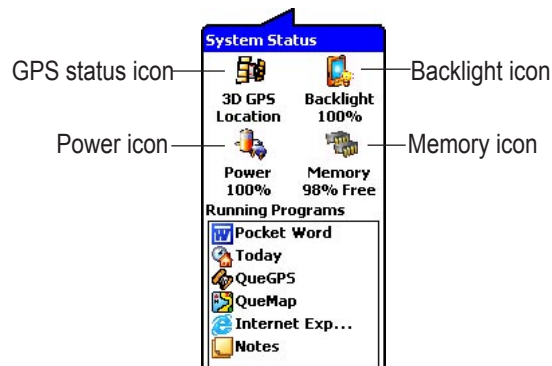 System Status
GPS status icon
Backlight icon
3D GPS Location
Backlight 100%
Power icon
Memory icon
Power 100%
Memory 98% Free
Running Programs
Pocket Word
Today
QueGPS
QueMap
Internet Exp...
Notes